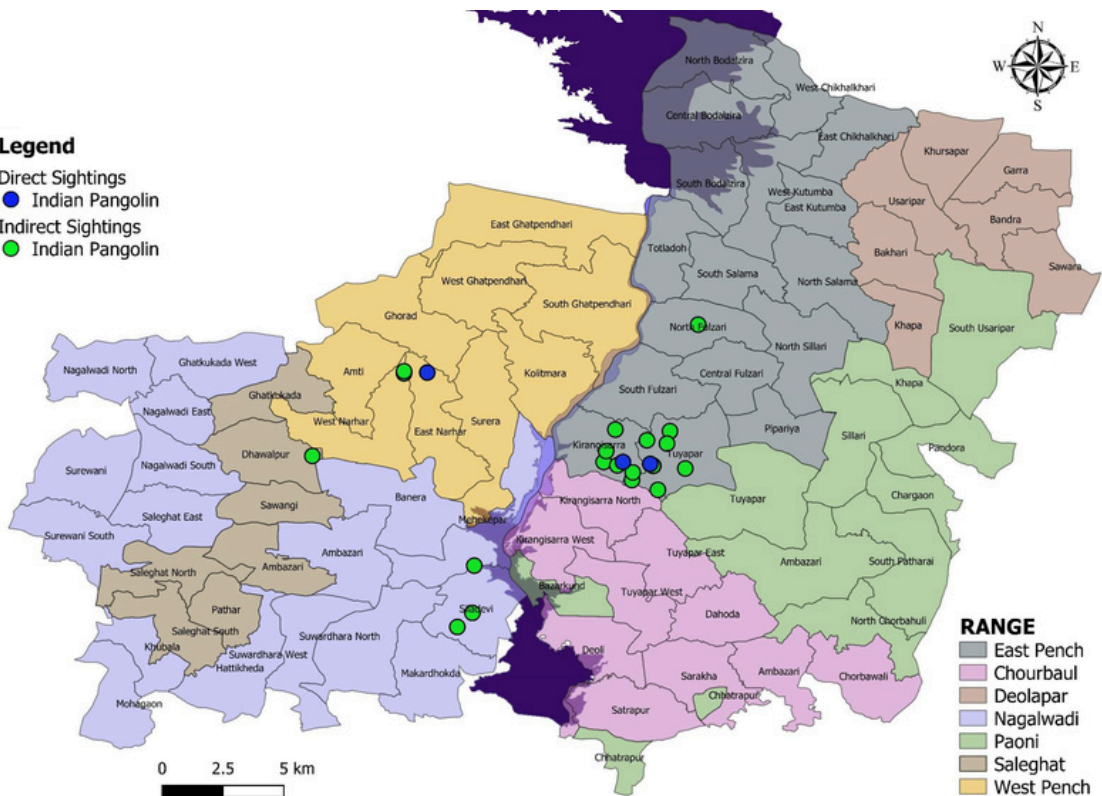 N
W E
S
Legend
Direct Sightings
Indian Pangolin
Indirect Sightings
Indian Pangolin
North Bodalzira
West Chikhalkhari
Central Bodalzira
East Chikhalkhari
Khursapar
Garra
South Bodalzira
West Kutumba
East Kutumba
Usaripar
Bandra
East Ghatpendhari
Totladoh
Bakhari
Sawara
South Salama
North Salama
West Ghatpendhari
South Ghatpendhari
Ghorad
North Fulzari
Khapa
South Usaripar
North Sillari
Ghatkukada West
Nagalwadi North
Amti
Kolitmara
Central Fulzari
South Fulzari
Khapa
Ghatkukada
Nagalwadi East
West Narhar
East Narhar
Surera
Pipariya
Sillari
Kirangisarra
Tuyapar
Pandora
Dhawalpur
Surewani
Nagalwadi South
Banera
Kirangisarra North
Tuyapar
Chargaon
Sawangi
Saleghat East
Mehekepar
Surewani South
Kirangisarra West
Ambazari
Tuyapar East
Ambazari
South Patharai
Saleghat North
Ambazari
Bazarkund
Tuyapar West
Pathar
Silladevi
Dahoda
North Chorbahuli
Saleghat South
Suwardhara North
Khubala
Suwardhara West
Hattikheda
Deoli
Makardhokda
Sarakha
Ambazari
Chorbawali
Chhatrapur
Mohagaon
Satrapur
Chhatrapur
RANGE
East Pench
Chourbaul
Deolapar
Nagalwadi
Paoni
Saleghat
West Pench
0 2.5 5 km